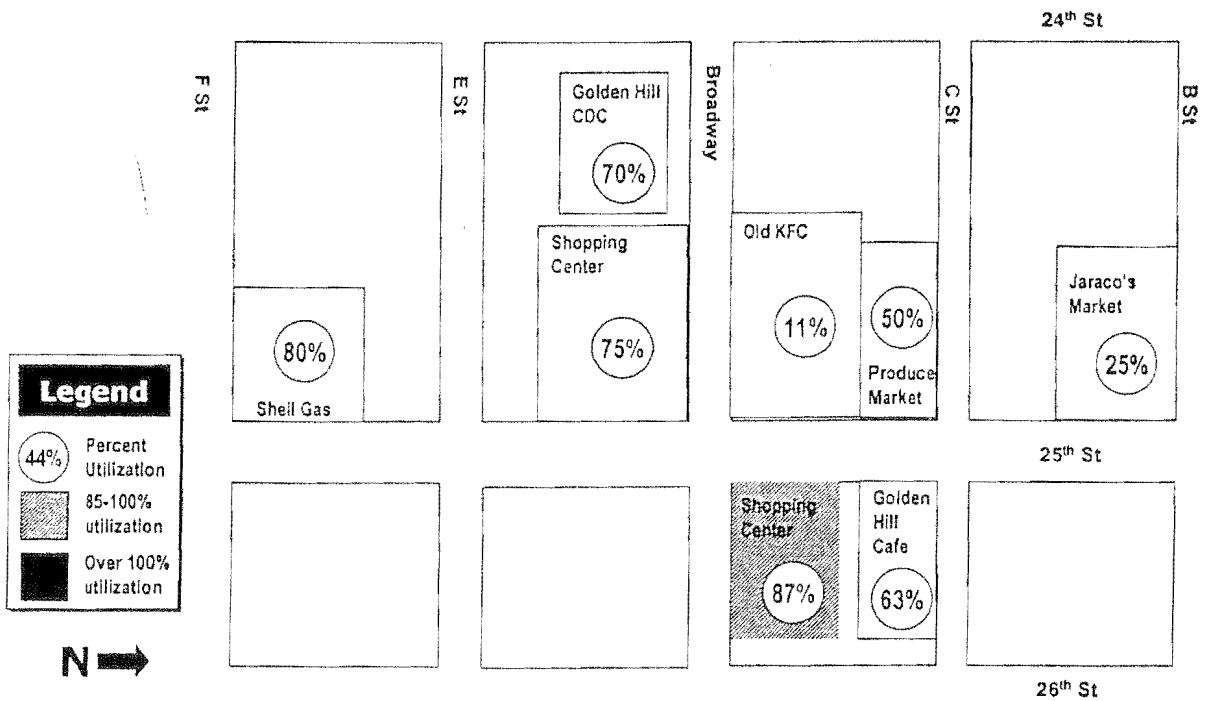 24th St
F St
E St
Broadway
C St
B St
Golden Hill
CDC
70%
Shopping
Center
75%
Old KFC
11%
50%
Produce
Market
Jaraco's
Market
25%
80%
Shell Gas
Legend
44%
Percent
Utilization
85-100%
utilization
Over 100%
utilization
25th St
Shopping
Center
87%
Golden
Hill
Cafe
63%
N
26th St